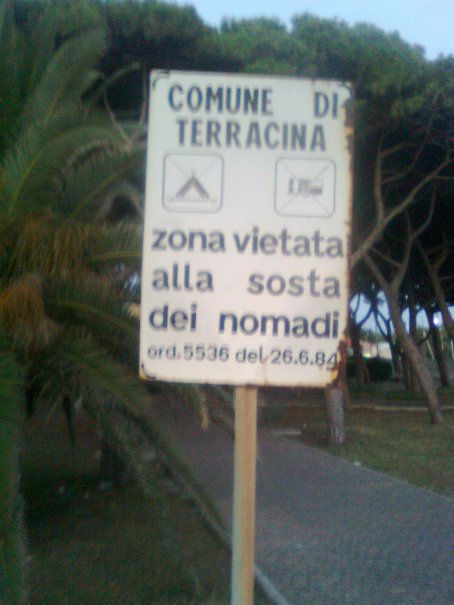 COMUNE DI
TERRACINA
zona vietata
alla sosta
dei nomadi
ord. 5536 del 26.6.84